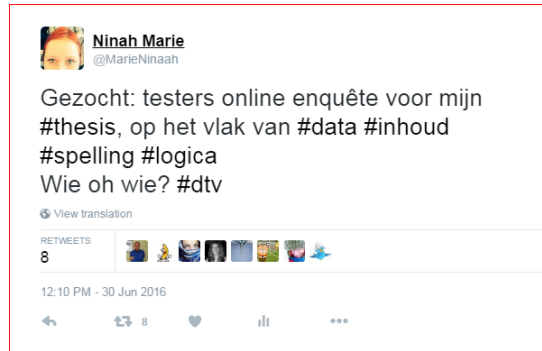 Ninah Marie
@MarieNinaah
Gezocht: testers online enquête voor mijn
#thesis, op het vlak van #data #inhoud
#spelling #logica
Wie oh wie? #dtv
View translation
RETWEETS
8
12:10 PM - 30 Jun 2016
8